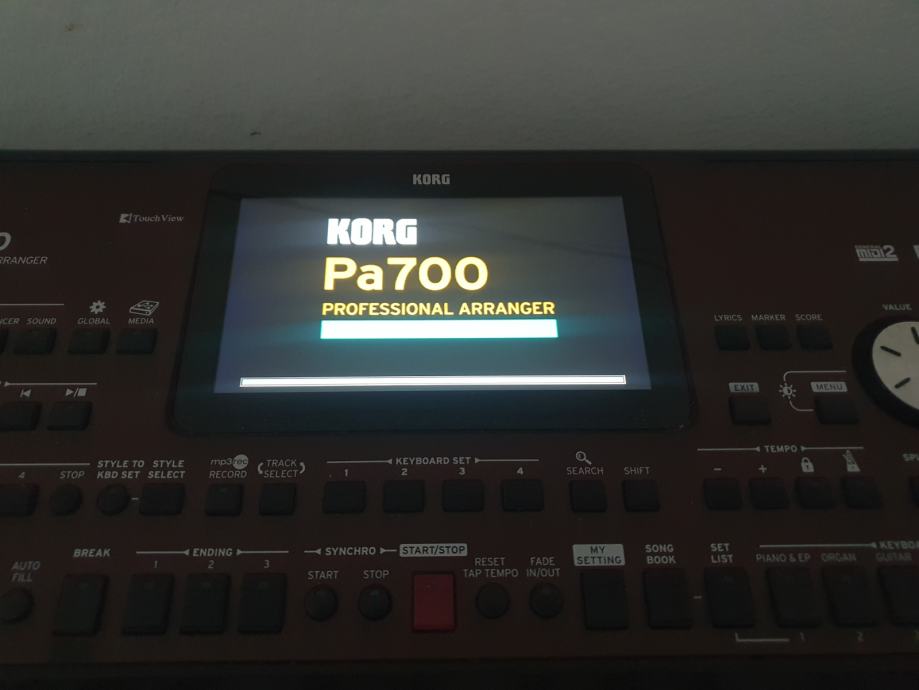 KORG
TouchView
KORG
Pa700
PROFESSIONAL ARRANGER
GENERAL
MIDI2
SOUND
GLOBAL
MEDIA
LYRICS
MARKER
SCORE
VALUE
EXIT
MENU
4
STOP
STYLE TO
KBD SET
STYLE
SELECT
mp3rec
RECORD
TRACK
SELECT
KEYBOARD SET
1
2
3
4
SEARCH
SHIFT
TEMPO
-
+
AUTO
FILL
BREAK
ENDING
1
2
3
SYNCHRO
START/STOP
START
STOP
RESET
TAP TEMPO
FADE
IN/OUT
MY
SETTING
SONG
BOOK
SET
LIST
PIANO & EP
ORGAN
GUITAR
1
2